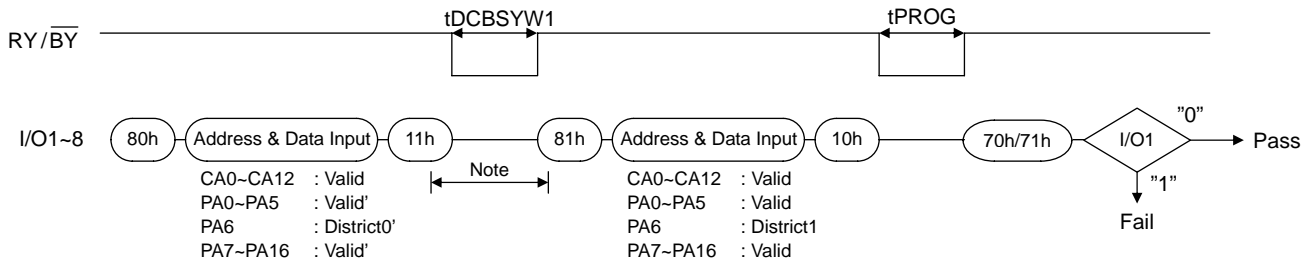 tDCBSYW1 tPROG
RY/BY
I/O1~8 80h Address & Data Input 11h 81h Address & Data Input 10h 70h/71h I/O1 "0" Pass
Note
"1"
Fail
CA0~CA12 : Valid
PA0~PA5 : Valid'
PA6 : District0'
PA7~PA16 : Valid'
CA0~CA12 : Valid
PA0~PA5 : Valid
PA6 : District1
PA7~PA16 : Valid